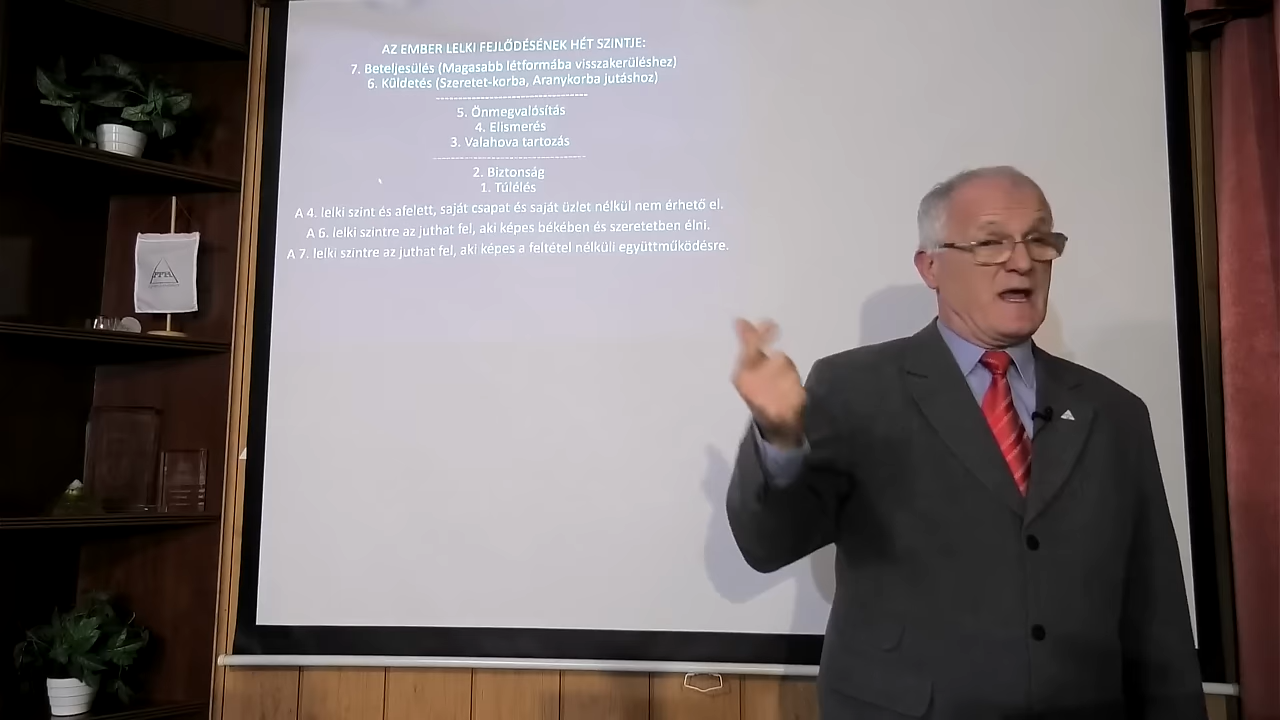 AZ EMBER LELKI FEJLŐDÉSÉNEK HÉT SZINTJE:
7. Beteljesülés (Magasabb létformába visszakerüléshez)
6. Küldetés (Szeretet-korba, Aranykorba jutáshoz)
5. Önmegvalósítás
4. Elismerés
3. Valahova tartozás
2. Biztonság
1. Túlélés
A 4. lelki szint és afelett, saját csapat és saját üzlet nélkül nem érhető el.
A 6. lelki szintre az juthat fel, aki képes békében és szeretetben élni.
A 7. lelki szintre az juthat fel, aki képes a feltétel nélküli együttműködésre.